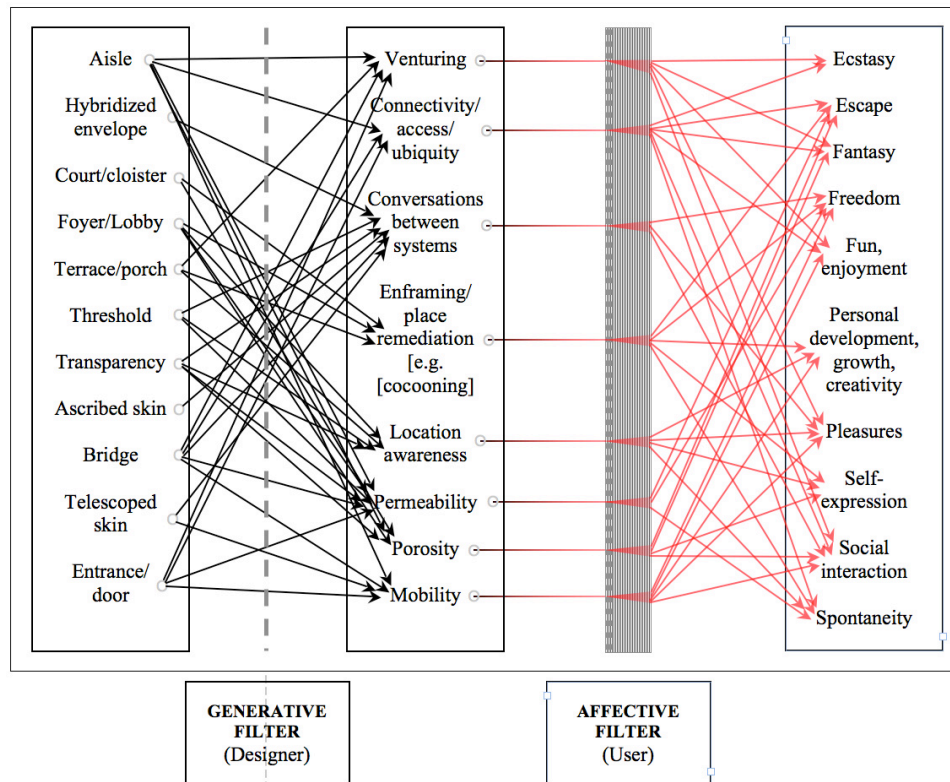 Aisle
Hybridized
envelope
Court/cloister
Foyer/Lobby
Terrace/porch
Threshold
Transparency
Ascribed skin
Bridge
Telescoped
skin
Entrance/
door
Venturing
Connectivity/
access/
ubiquity
Conversations
between
systems
Enframing/
place
remediation
[e.g.
[cocooning]
Location
awareness
Permeability
Porosity
Mobility
Ecstasy
Escape
Fantasy
Freedom
Fun,
enjoyment
Personal
development,
growth,
creativity
Pleasures
Self-
expression
Social
interaction
Spontaneity
GENERATIVE
FILTER
(Designer)
AFFECTIVE
FILTER
(User)